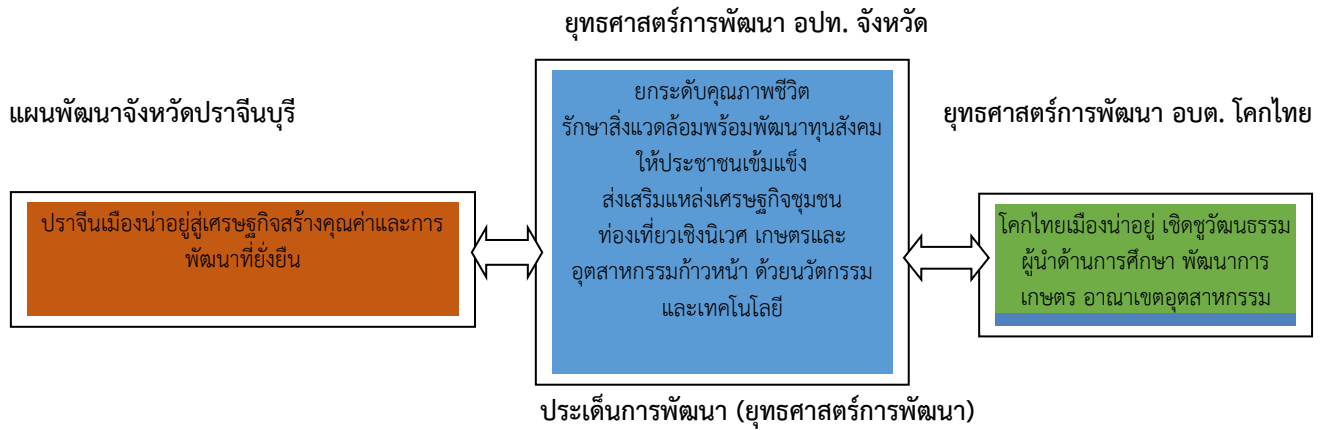 ยุทธศาสตร์การพัฒนา อปท. จังหวัด
แผนพัฒนาจังหวัดปราจีนบุรี
ยุทธศาสตร์การพัฒนา อบต. โคกไทย
ปราจีนเมืองน่าอยู่สู่เศรษฐกิจสร้างคุณค่าและการ
พัฒนาที่ยั่งยืน
ยกระดับคุณภาพชีวิต
รักษาสิ่งแวดล้อมพร้อมพัฒนาทุนสังคม
ให้ประชาชนเข้มแข็ง
ส่งเสริมแหล่งเศรษฐกิจชุมชน
ท่องเที่ยวเชิงนิเวศ เกษตรและ
อุตสาหกรรมก้าวหน้า ด้วยนวัตกรรม
และเทคโนโลยี
โคกไทยเมืองน่าอยู่ เชิดชูวัฒนธรรม
ผู้นำด้านการศึกษา พัฒนาการ
เกษตร อาณาเขตอุตสาหกรรม
ประเด็นการพัฒนา (ยุทธศาสตร์การพัฒนา)